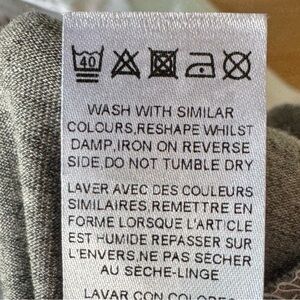 40
WASH WITH SIMILAR
COLOURS,RESHAPE WHILST
DAMP,IRON ON REVERSE
SIDE,DO NOT TUMBLE DRY
LAVER AVEC DES COULEURS
SIMILAIRES,REMETTRE EN
FORME LORSQUE L'ARTICLE
EST HUMIDE REPASSER SUR
L'ENVERS,NE PAS SÉCHER
AU SÈCHE-LINGE
LAVAR CON COLORES